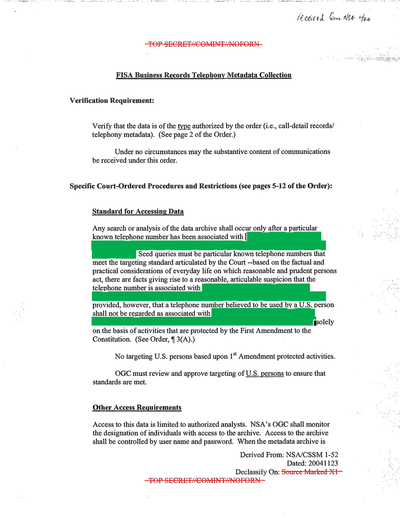 received from NSA
TOP SECRET//COMINT//NOFORN
FISA Business Records Telephony Metadata Collection
Verification Requirement:
Verify that the data is of the type authorized by the order (i.e., call-detail records/
telephony metadata). (See page 2 of the Order.)
Under no circumstances may the substantive content of communications
be received under this order.
Specific Court-Ordered Procedures and Restrictions (see pages 5-12 of the Order):
Standard for Accessing Data
Any search or analysis of the data archive shall occur only after a particular
known telephone number has been associated with
Seed queries must be particular known telephone numbers that
meet the targeting standard articulated by the Court --based on the factual and
practical considerations of everyday life on which reasonable and prudent persons
act, there are facts giving rise to a reasonable, articulable suspicion that the
telephone number is associated with
provided, however, that a telephone number believed to be used by a U.S. person
shall not be regarded as associated with
solely
on the basis of activities that are protected by the First Amendment to the
Constitution. (See Order, ¶ 3(A).)
No targeting U.S. persons based upon 1st Amendment protected activities.
OGC must review and approve targeting of U.S. persons to ensure that
standards are met.
Other Access Requirements
Access to this data is limited to authorized analysts. NSA's OGC shall monitor
the designation of individuals with access to the archive. Access to the archive
shall be controlled by user name and password. When the metadata archive is
Derived From: NSA/CSSM 1-52
Dated: 20041123
Declassify On: Source Marked X1
TOP SECRET//COMINT//NOFORN